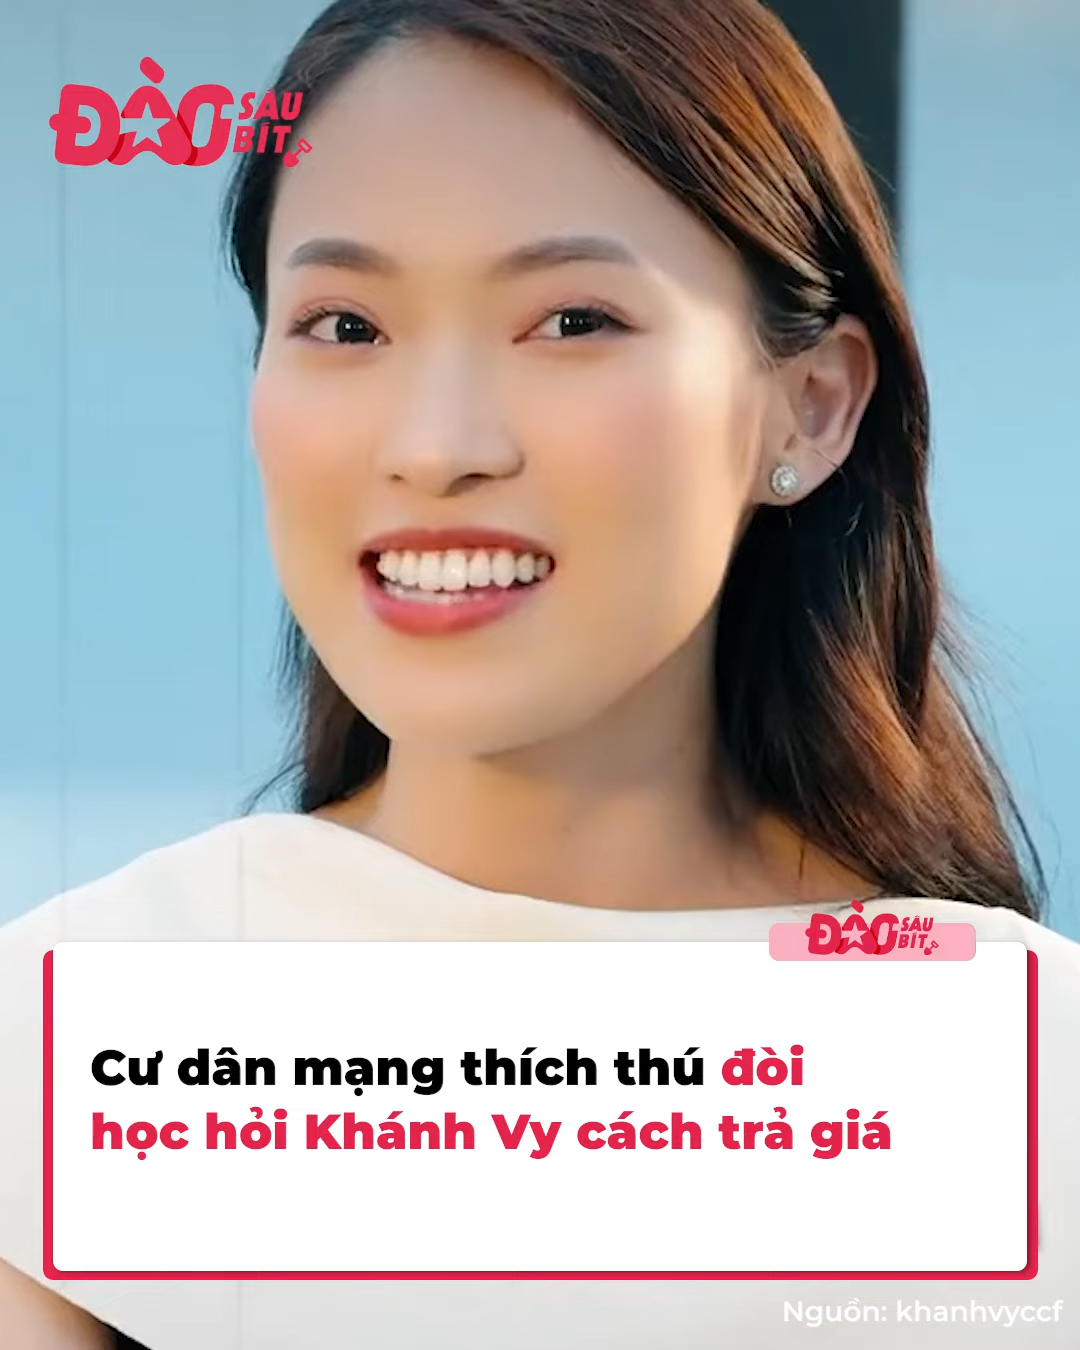 ĐÀO SÂU
BÍT
ĐÀO SÂU
BÍT
Cư dân mạng thích thú đòi
học hỏi Khánh Vy cách trả giá
Nguồn: khanhvyccf